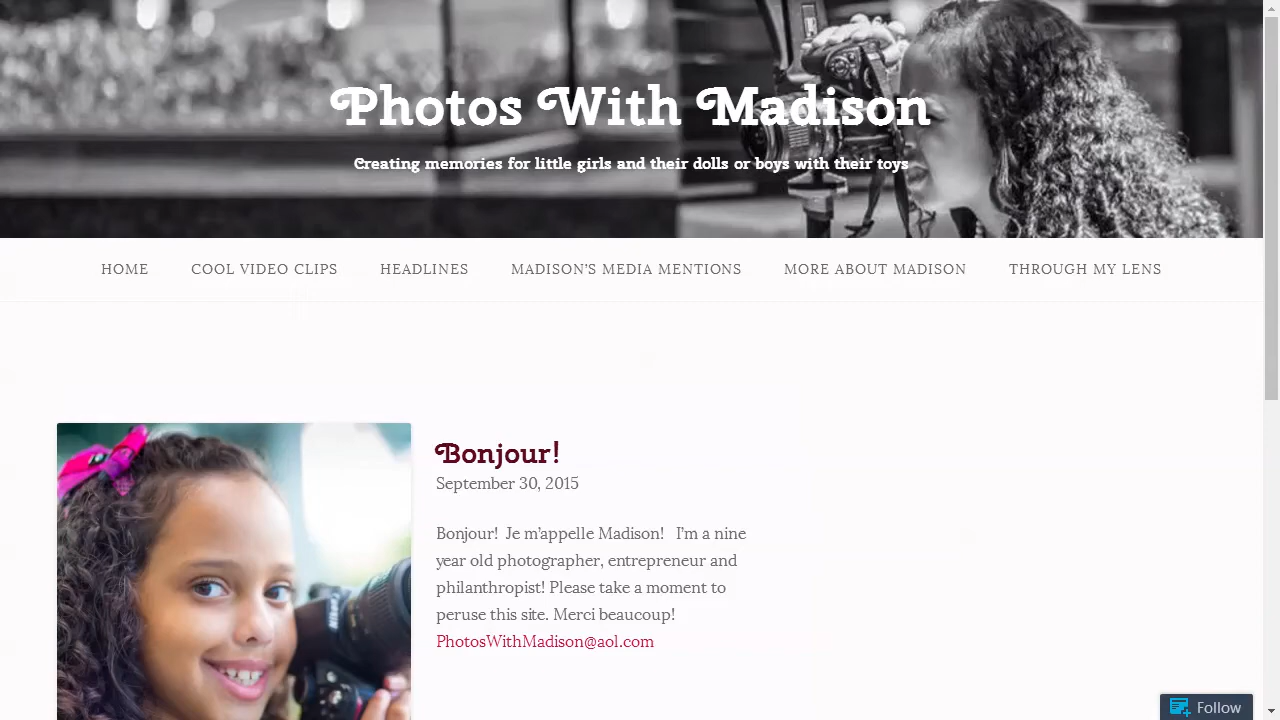 Photos With Madison
Creating memories for little girls and their dolls or boys with their toys
HOME COOL VIDEO CLIPS HEADLINES MADISON'S MEDIA MENTIONS MORE ABOUT MADISON THROUGH MY LENS
Bonjour!
September 30, 2015
Bonjour! Je m'appelle Madison! I'm a nine
year old photographer, entrepreneur and
philanthropist! Please take a moment to
peruse this site. Merci beaucoup!
PhotosWithMadison@aol.com
Follow